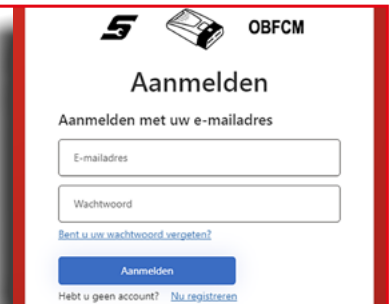 OBFCM
Aanmelden
Aanmelden met uw e-mailadres
E-mailadres
Wachtwoord
Bent u uw wachtwoord vergeten?
Aanmelden
Hebt u geen account? Nu registreren